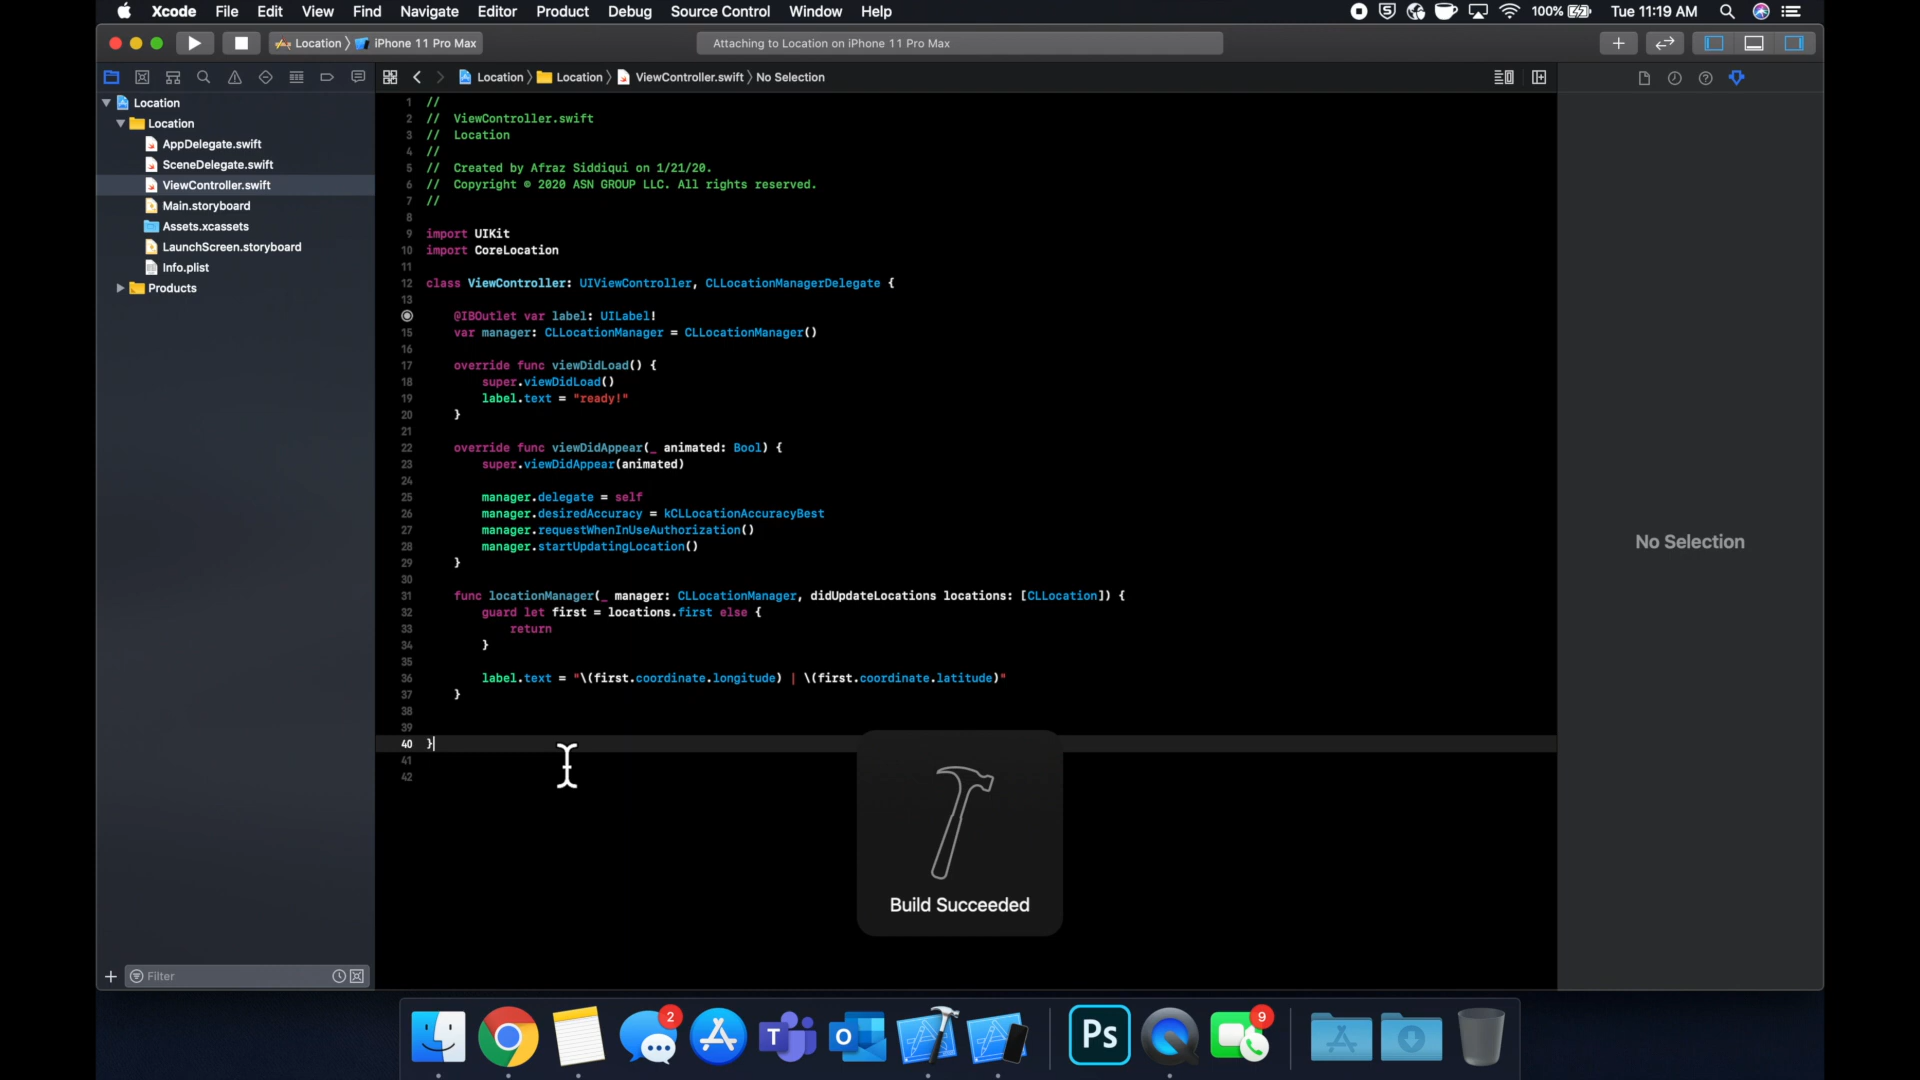 Xcode File Edit View Find Navigate Editor Product Debug Source Control Window Help 100% Tue 11:19 AM
Location iPhone 11 Pro Max Attaching to Location on iPhone 11 Pro Max
Location Location ViewController.swift No Selection
Location
Location
AppDelegate.swift
SceneDelegate.swift
ViewController.swift
Main.storyboard
Assets.xcassets
LaunchScreen.storyboard
Info.plist
Products
1 //
2 // ViewController.swift
3 // Location
4 //
5 // Created by Afraz Siddiqui on 1/21/20.
6 // Copyright © 2020 ASN GROUP LLC. All rights reserved.
7 //
8
9 import UIKit
10 import CoreLocation
11
12 class ViewController: UIViewController, CLLocationManagerDelegate {
13
@IBOutlet var label: UILabel!
15 var manager: CLLocationManager = CLLocationManager()
16
17 override func viewDidLoad() {
18 super.viewDidLoad()
19 label.text = "ready!"
20 }
21
22 override func viewDidAppear(_ animated: Bool) {
23 super.viewDidAppear(animated)
24
25 manager.delegate = self
26 manager.desiredAccuracy = kCLLocationAccuracyBest
27 manager.requestWhenInUseAuthorization()
28 manager.startUpdatingLocation()
29 }
30
31 func locationManager(_ manager: CLLocationManager, didUpdateLocations locations: [CLLocation]) {
32 guard let first = locations.first else {
33 return
34 }
35
36 label.text = "\(first.coordinate.longitude) | \(first.coordinate.latitude)"
37 }
38
39
40 }
41
42
No Selection
Build Succeeded
Filter
2
T
O
Ps
9